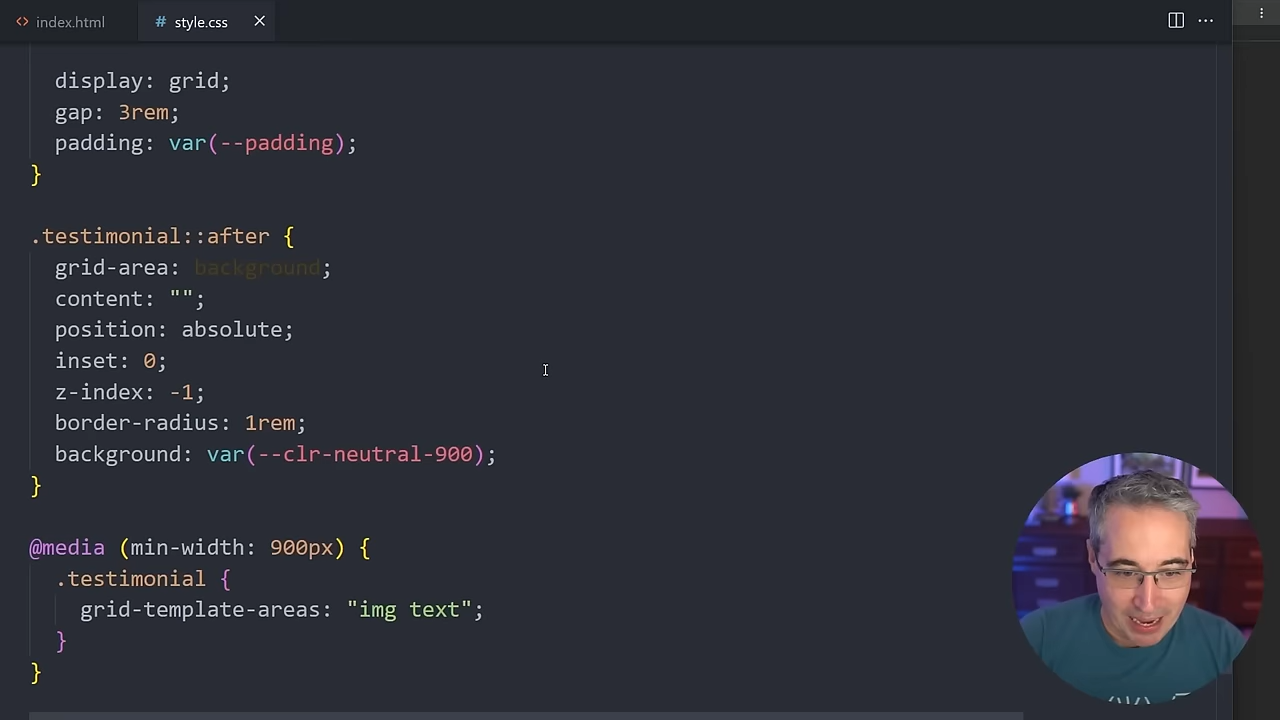 index.html
# style.css
display: grid;
gap: 3rem;
padding: var(--padding);
}
.testimonial::after {
grid-area: background;
content: "";
position: absolute;
inset: 0;
z-index: -1;
border-radius: 1rem;
background: var(--clr-neutral-900);
}
@media (min-width: 900px) {
.testimonial {
grid-template-areas: "img text";
}
}